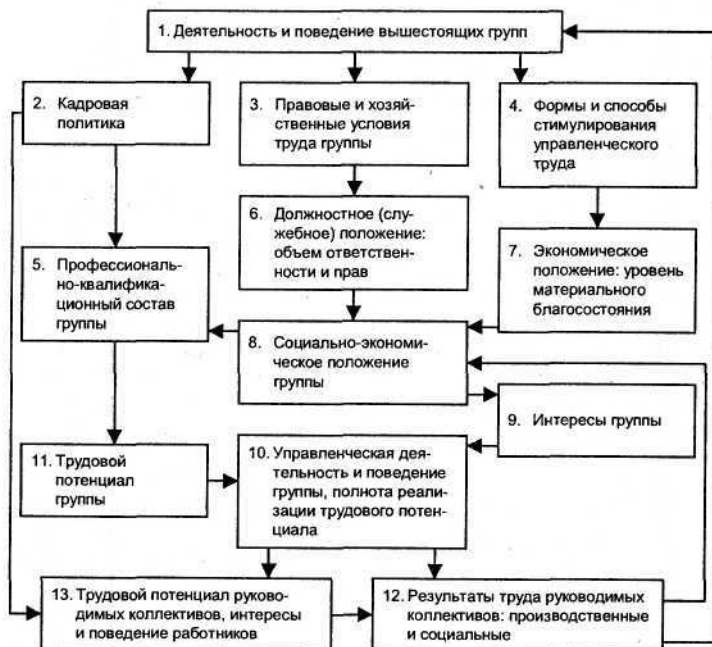 1. Деятельность и поведение вышестоящих групп
2. Кадровая
политика
3. Правовые и хозяй-
ственные условия
труда группы
4. Формы и способы
стимулирования
управленческого
труда
6. Должностное (слу-
жебное) положение:
объем ответствен-
ности и прав
5. Профессиональ-
но-квалифика-
ционный состав
группы
7. Экономическое
положение: уровень
материального
благосостояния
8. Социально-экономи-
ческое положение
группы
9. Интересы группы
11. Трудовой
потенциал
группы
10. Управленческая дея-
тельность и поведение
группы, полнота реали-
зации трудового потен-
циала
13. Трудовой потенциал руково-
димых коллективов, интересы
и поведение работников
12. Результаты труда руководимых
коллективов: производственные
и социальные